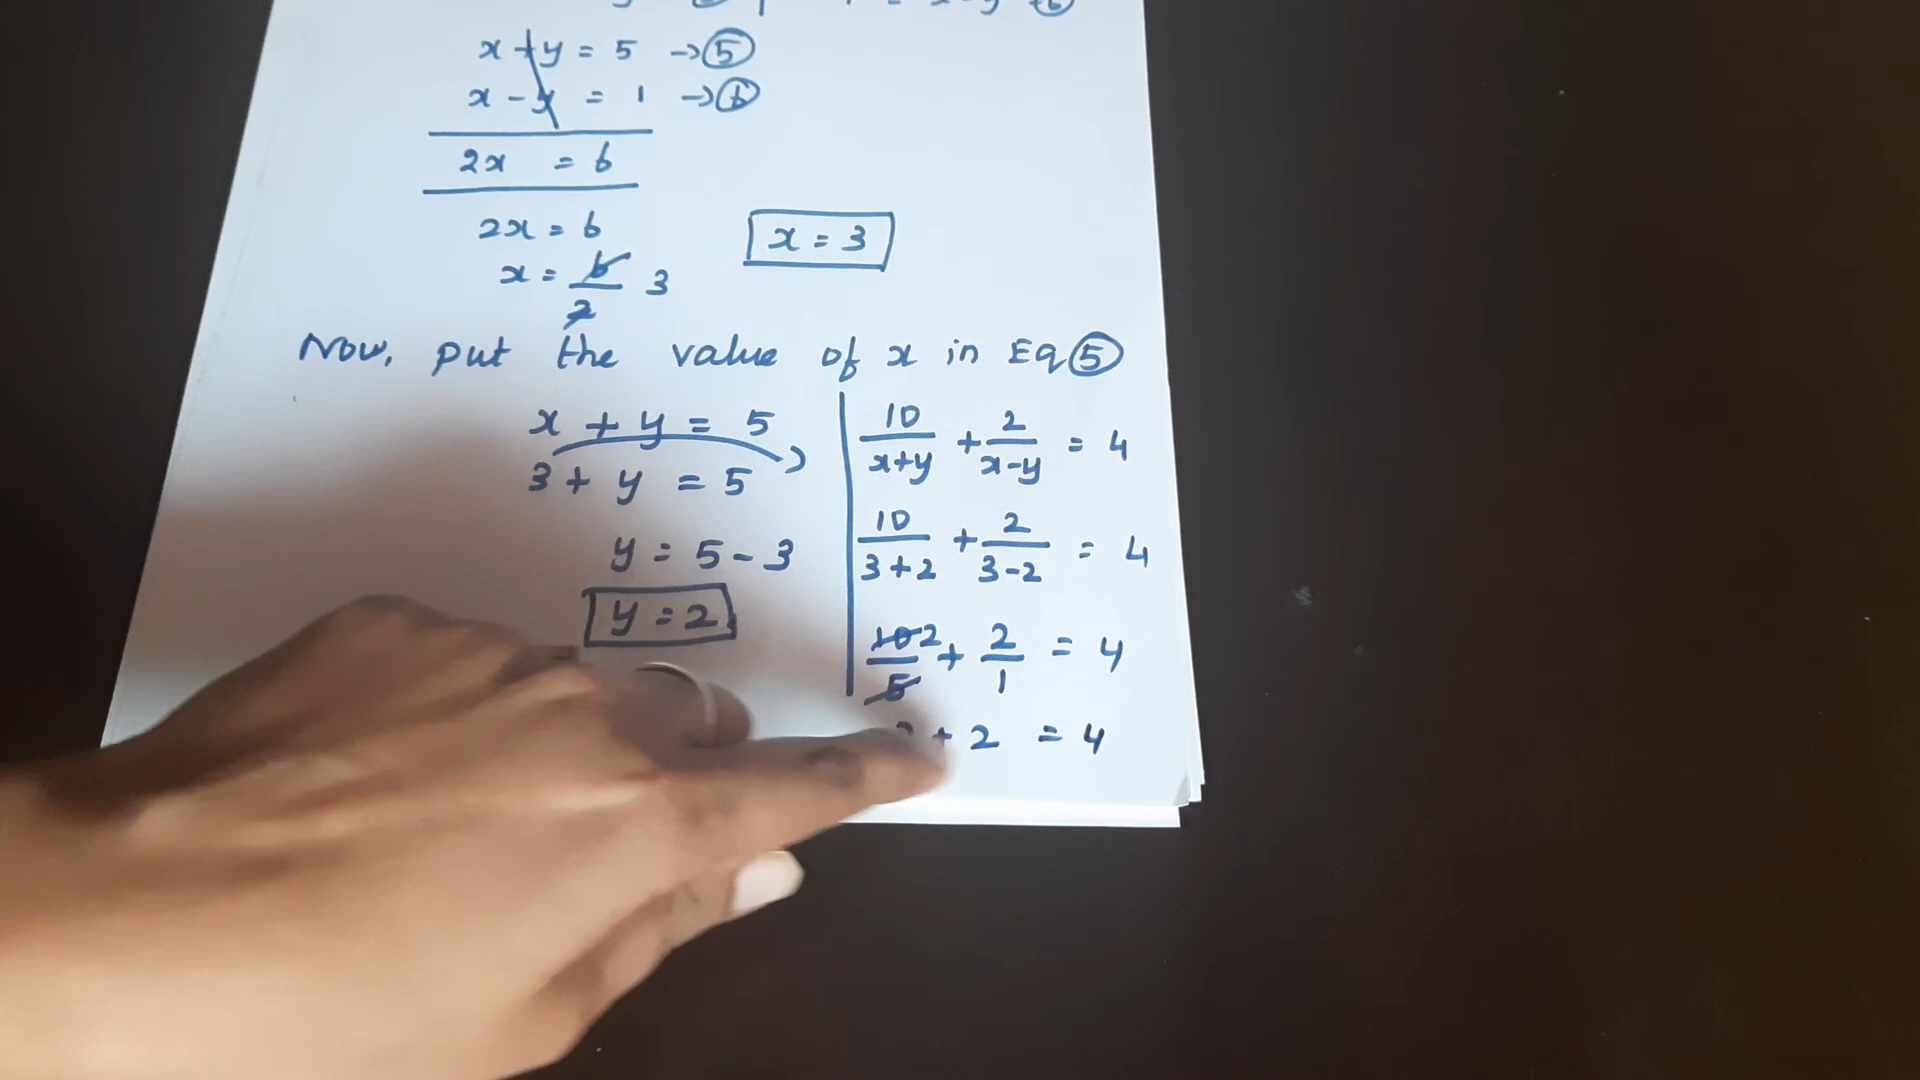 x + y = 5 → ⑤
x - y = 1 → ⑥
2x = 6
2x = 6
x = 6/2 3
x = 3
Now, put the value of x in Eq ⑤
x + y = 5
3 + y = 5
y = 5 - 3
y = 2
10/x+y + 2/x-y = 4
10/3+2 + 2/3-2 = 4
10/5 2 + 2/1 = 4
+ 2 = 4